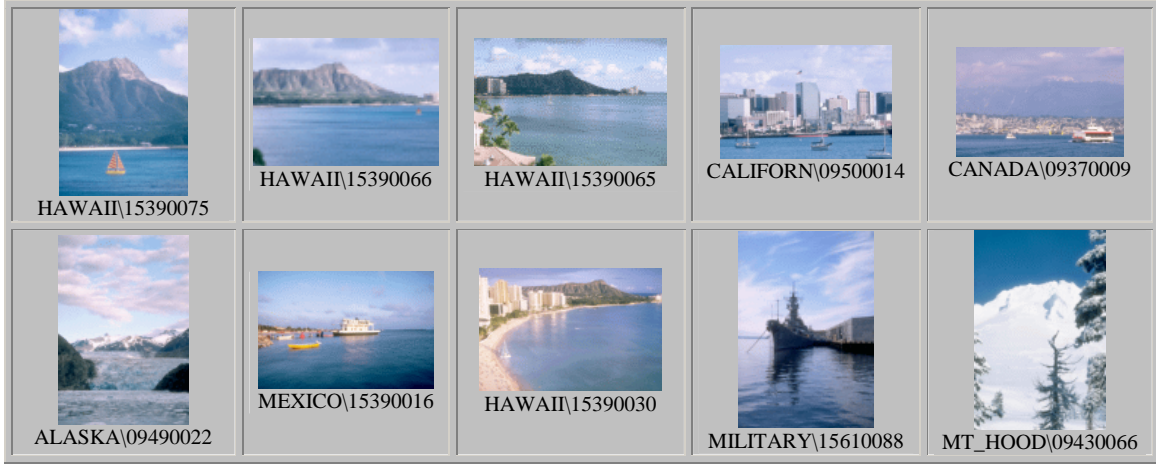 HAWAII\15390075
HAWAII\15390066
HAWAII\15390065
CALIFORN\09500014
CANADA\09370009
ALASKA\09490022
MEXICO\15390016
HAWAII\15390030
MILITARY\15610088
MT_HOOD\09430066